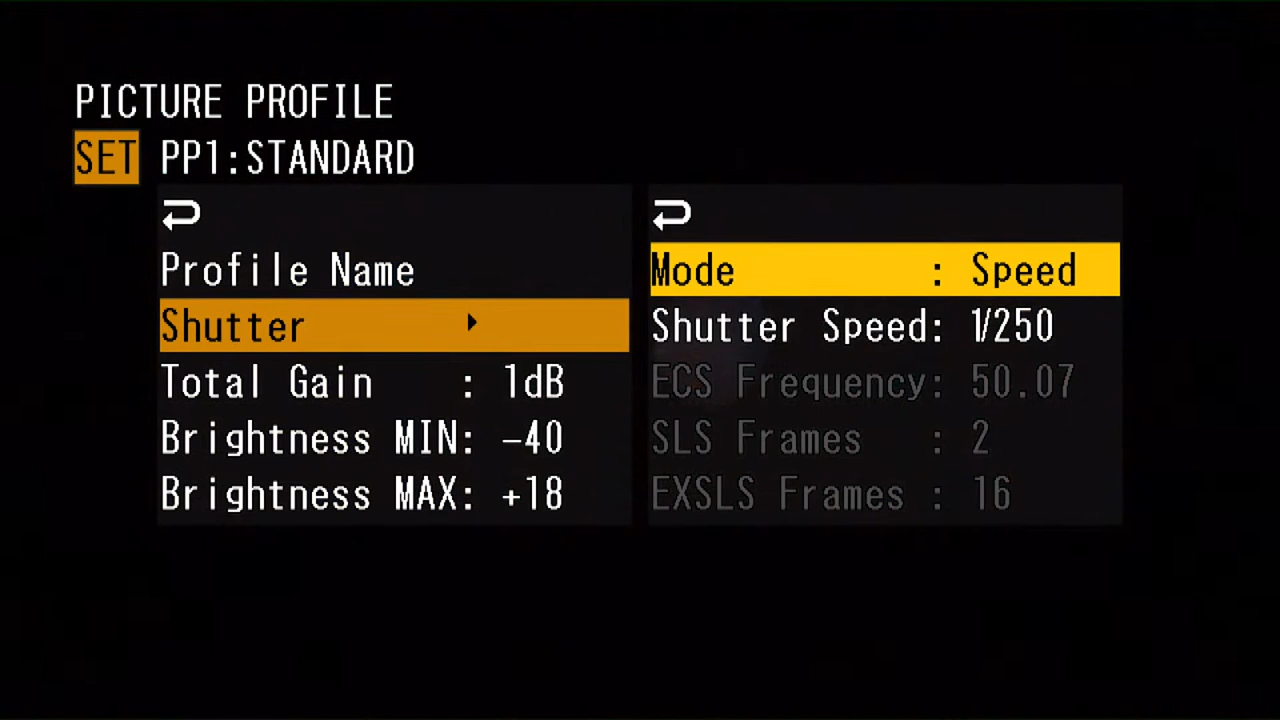 PICTURE PROFILE
SET PP1:STANDARD
Profile Name
Shutter
Total Gain : 1dB
Brightness MIN: −40
Brightness MAX: +18
Mode : Speed
Shutter Speed: 1/250
ECS Frequency: 50.07
SLS Frames : 2
EXSLS Frames : 16